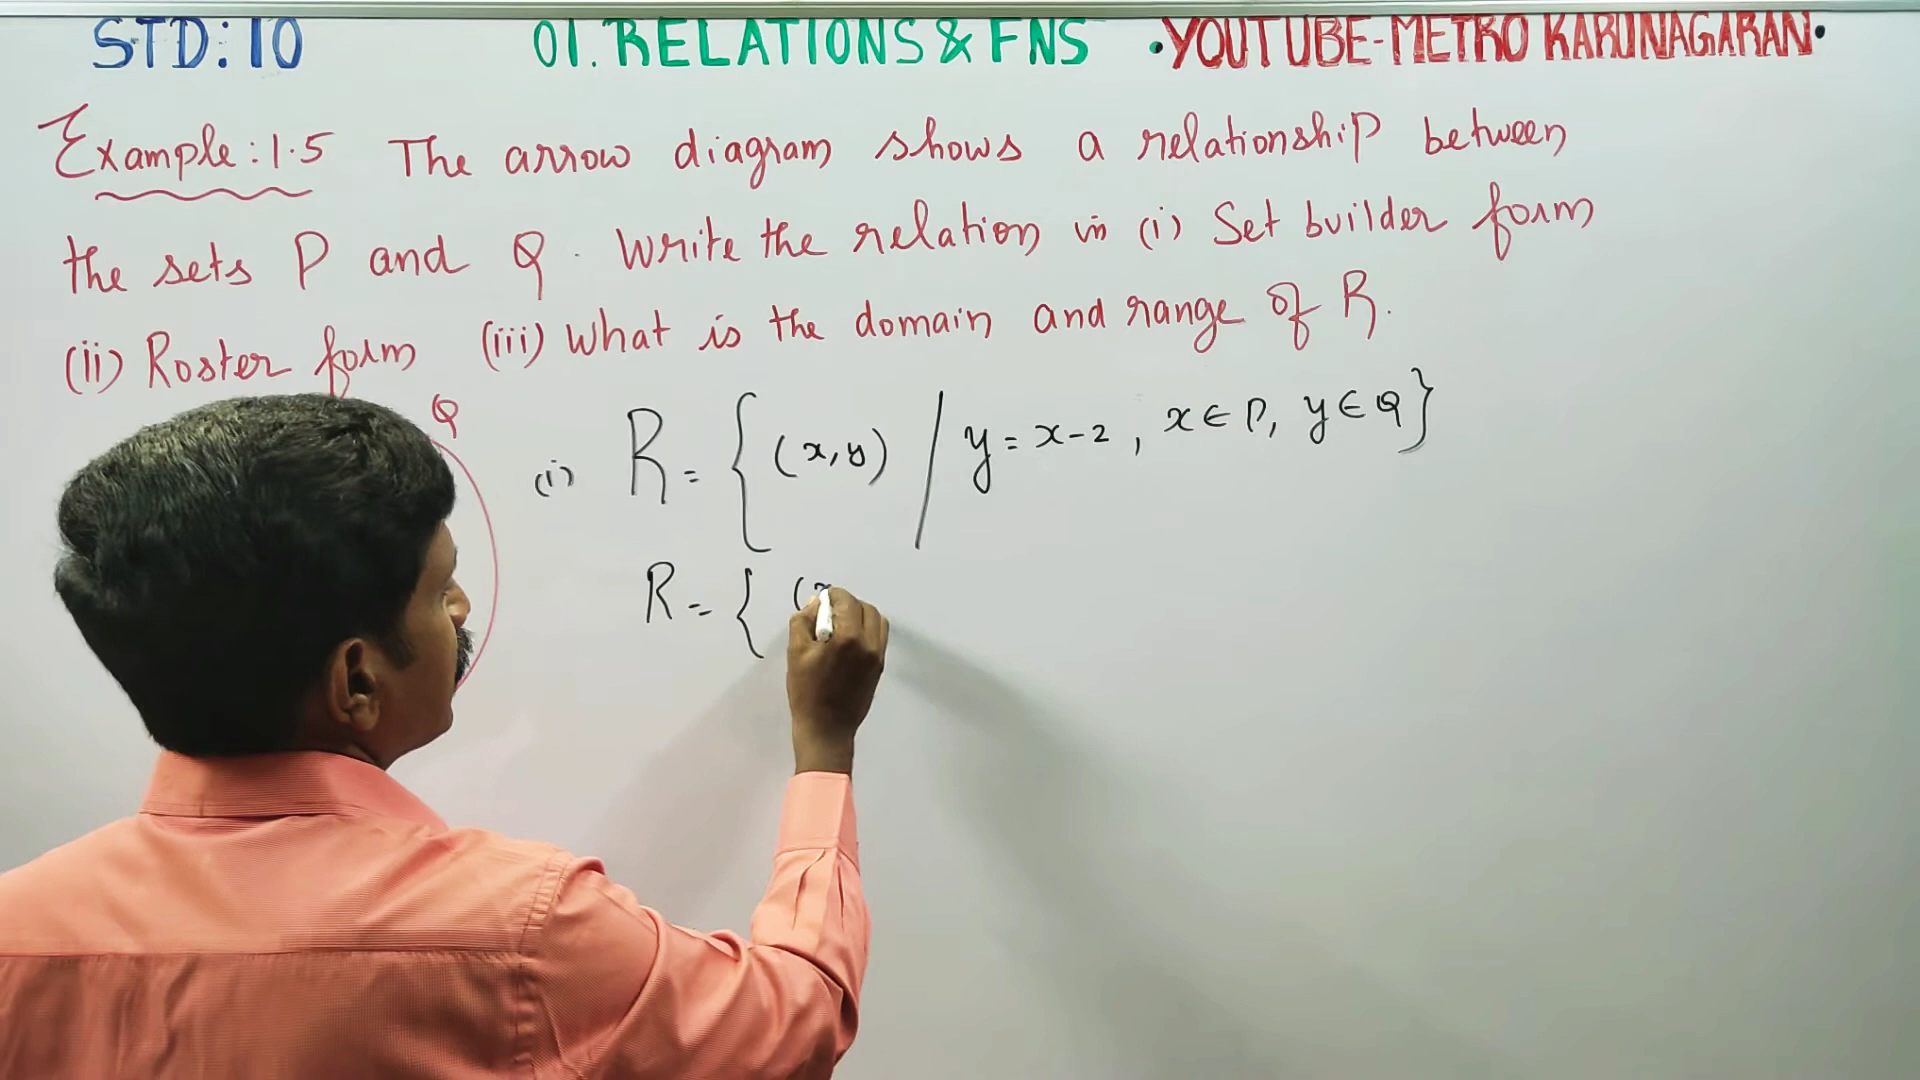 STD: 10 01. RELATIONS & FNS •YOUTUBE-METRO KARUNAGARAN•
Example: 1.5 The arrow diagram shows a relationship between
the sets P and Q. Write the relation in (i) Set builder form
(ii) Roster form (iii) What is the domain and range of R.
Q
(i) R = { (x, y) / y = x-2, x ∈ P, y ∈ Q}
R = { (x